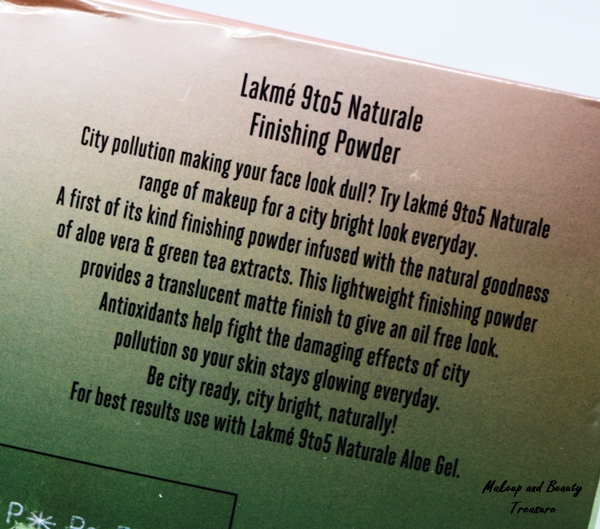 Lakmé 9to5 Naturale
Finishing Powder
City pollution making your face look dull? Try Lakmé 9to5 Naturale
range of makeup for a city bright look everyday.
A first of its kind finishing powder infused with the natural goodness
of aloe vera & green tea extracts. This lightweight finishing powder
provides a translucent matte finish to give an oil free look.
Antioxidants help fight the damaging effects of city
pollution so your skin stays glowing everyday.
Be city ready, city bright, naturally!
For best results use with Lakmé 9to5 Naturale Aloe Gel.
Makeup and Beauty
Treasure